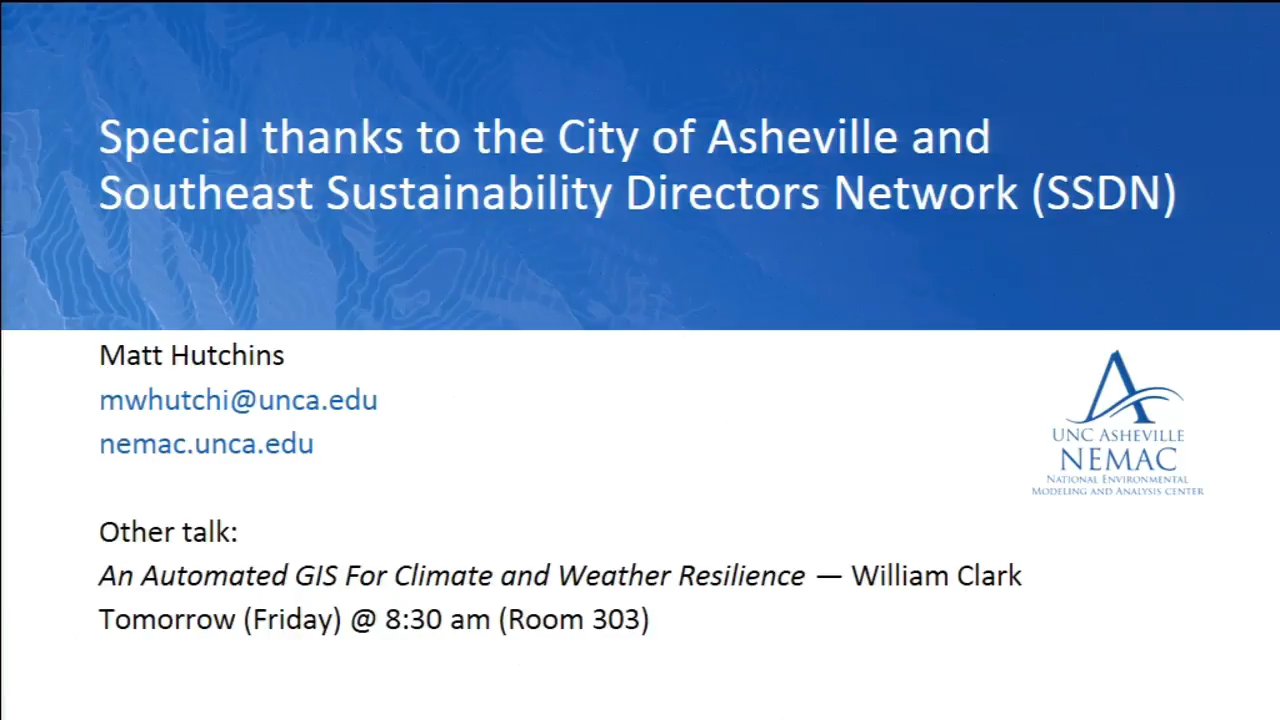 Special thanks to the City of Asheville and
Southeast Sustainability Directors Network (SSDN)
Matt Hutchins
mwhutchi@unca.edu
nemac.unca.edu
UNC ASHEVILLE
NEMAC
NATIONAL ENVIRONMENTAL
MODELING AND ANALYSIS CENTER
Other talk:
An Automated GIS For Climate and Weather Resilience — William Clark
Tomorrow (Friday) @ 8:30 am (Room 303)